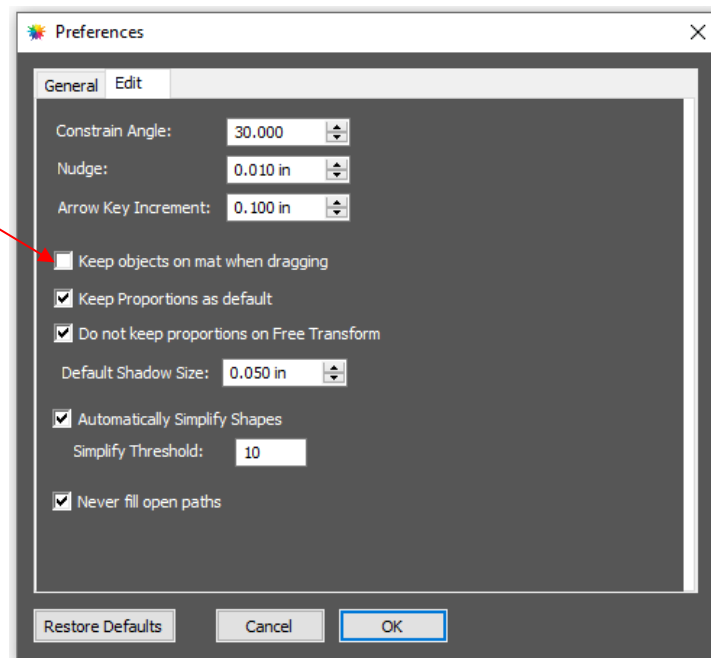 Preferences
General Edit
Constrain Angle: 30.000
Nudge: 0.010 in
Arrow Key Increment: 0.100 in
Keep objects on mat when dragging
Keep Proportions as default
Do not keep proportions on Free Transform
Default Shadow Size: 0.050 in
Automatically Simplify Shapes
Simplify Threshold: 10
Never fill open paths
Restore Defaults Cancel OK